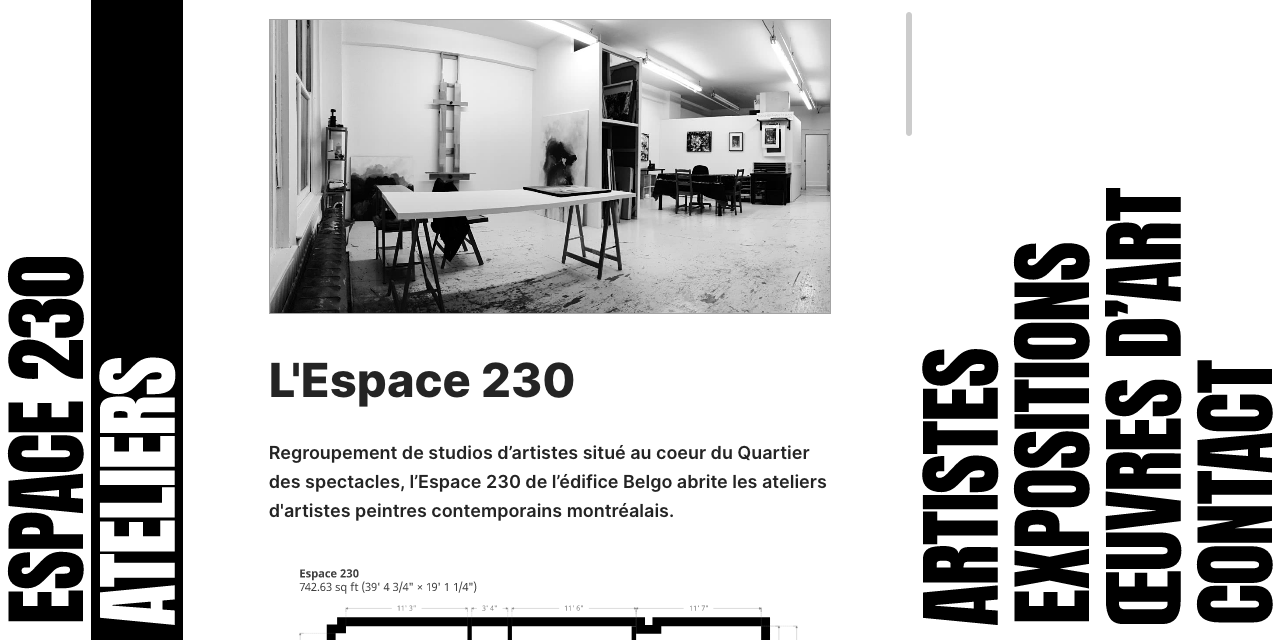 ESPACE 230
ATELIERS
L'Espace 230
Regroupement de studios d’artistes situé au coeur du Quartier
des spectacles, l’Espace 230 de l’édifice Belgo abrite les ateliers
d'artistes peintres contemporains montréalais.
Espace 230
742.63 sq ft (39' 4 3/4" × 19' 1 1/4")
11' 3"
3' 4"
11' 6"
11' 7"
ARTISTES
EXPOSITIONS
ŒUVRES D’ART
CONTACT